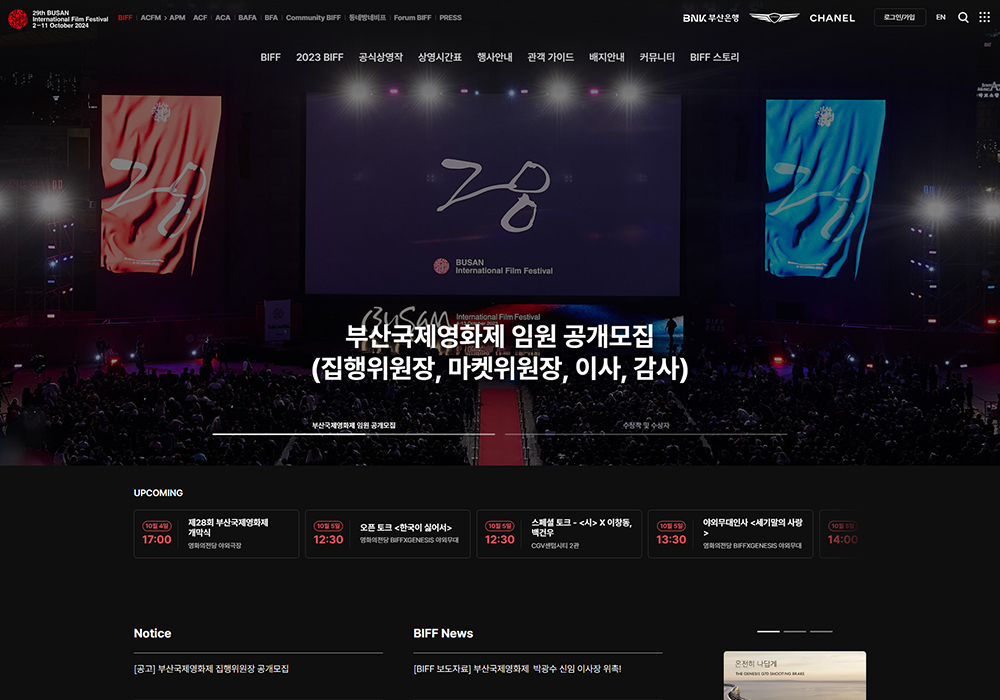 29th BUSAN
International Film Festival
2–11 October 2024
BIFF ACFM > APM ACF ACA BAFA BFA Community BIFF 동네방네비프 Forum BIFF PRESS
BNK 부산은행
CHANEL
로그인/가입
EN
BIFF 2023 BIFF 공식상영작 상영시간표 행사안내 관객 가이드 배지안내 커뮤니티 BIFF 스토리
BUSAN
International Film Festival
International Film Festival
부산국제영화제 임원 공개모집
(집행위원장, 마켓위원장, 이사, 감사)
부산국제영화제 임원 공개모집
수상작 및 수상자
UPCOMING
10월 4일
17:00
제28회 부산국제영화제
개막식
영화의전당 야외극장
10월 5일
12:30
오픈 토크 <한국이 싫어서>
영화의전당 BIFFXGENESIS 야외무대
10월 5일
12:30
스페셜 토크 - <시> X 이창동,
백건우
CGV센텀시티 2관
10월 5일
13:30
야외무대인사 <세기말의 사랑
>
영화의전당 BIFFXGENESIS 야외무대
10월 5일
14:00
Notice
[공고] 부산국제영화제 집행위원장 공개모집
BIFF News
[BIFF 보도자료] 부산국제영화제 박광수 신임 이사장 위촉!
온전히 나답게
THE GENESIS G70 SHOOTING BRAKE